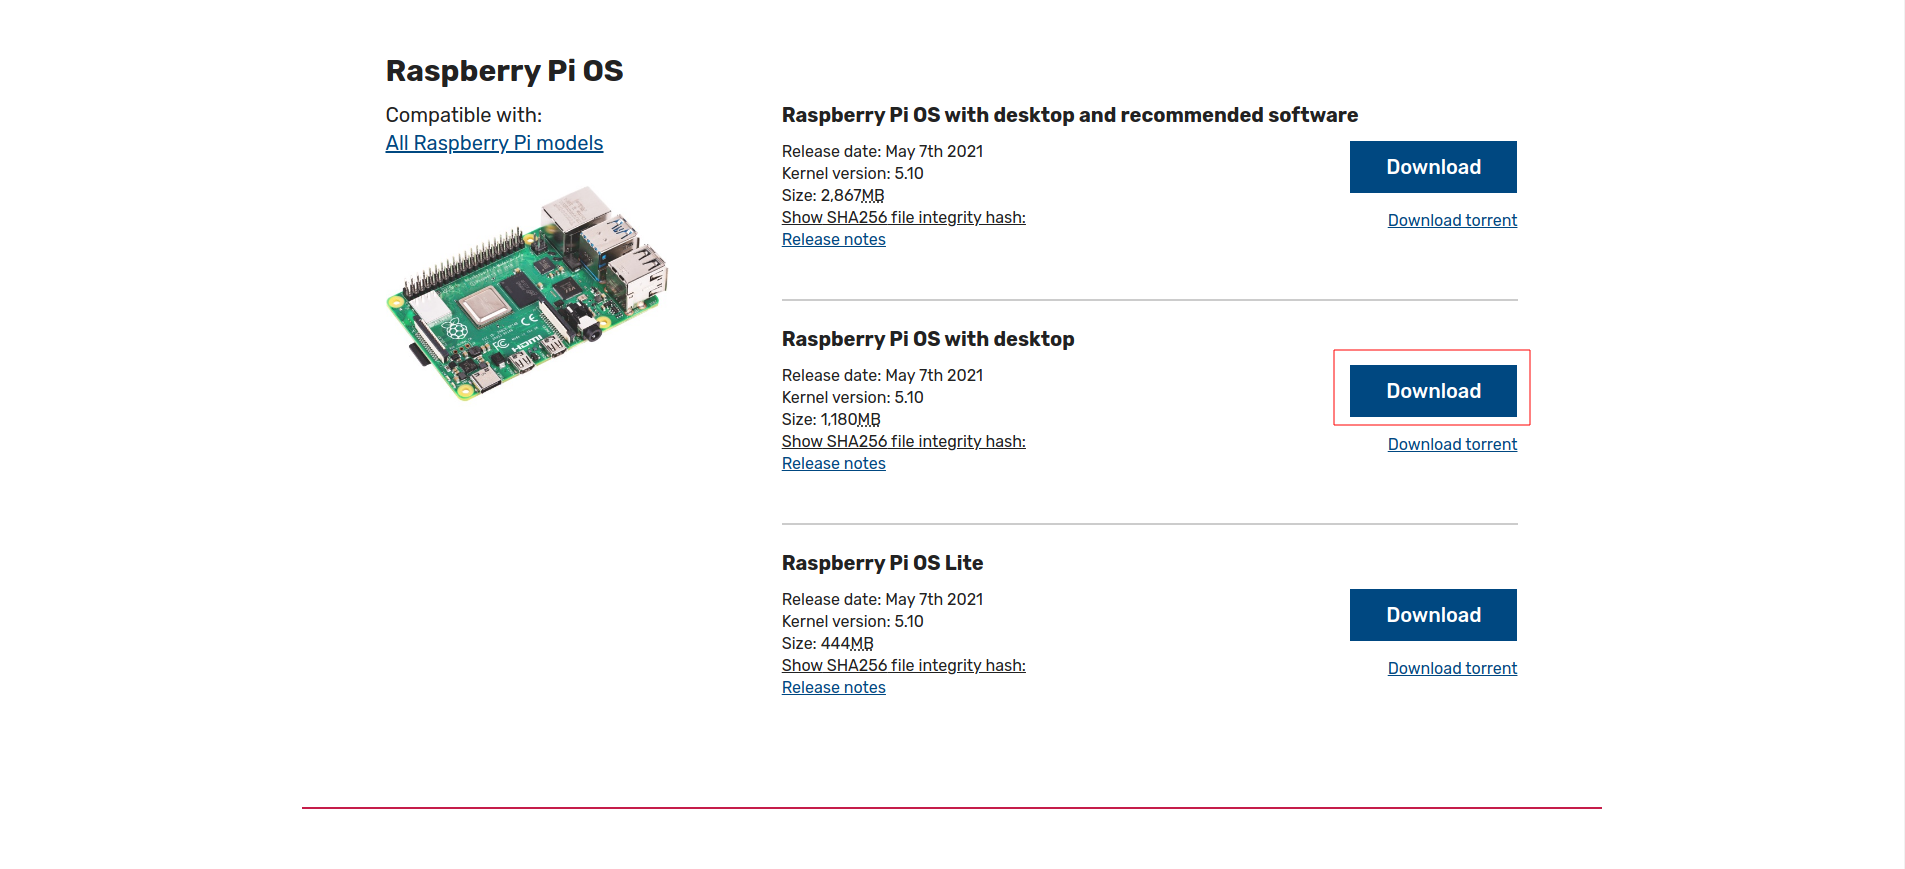 Raspberry Pi OS
Compatible with:
All Raspberry Pi models
HDMI
Raspberry Pi OS with desktop and recommended software
Release date: May 7th 2021
Kernel version: 5.10
Size: 2,867MB
Show SHA256 file integrity hash:
Release notes
Download
Download torrent
Raspberry Pi OS with desktop
Release date: May 7th 2021
Kernel version: 5.10
Size: 1,180MB
Show SHA256 file integrity hash:
Release notes
Download
Download torrent
Raspberry Pi OS Lite
Release date: May 7th 2021
Kernel version: 5.10
Size: 444MB
Show SHA256 file integrity hash:
Release notes
Download
Download torrent